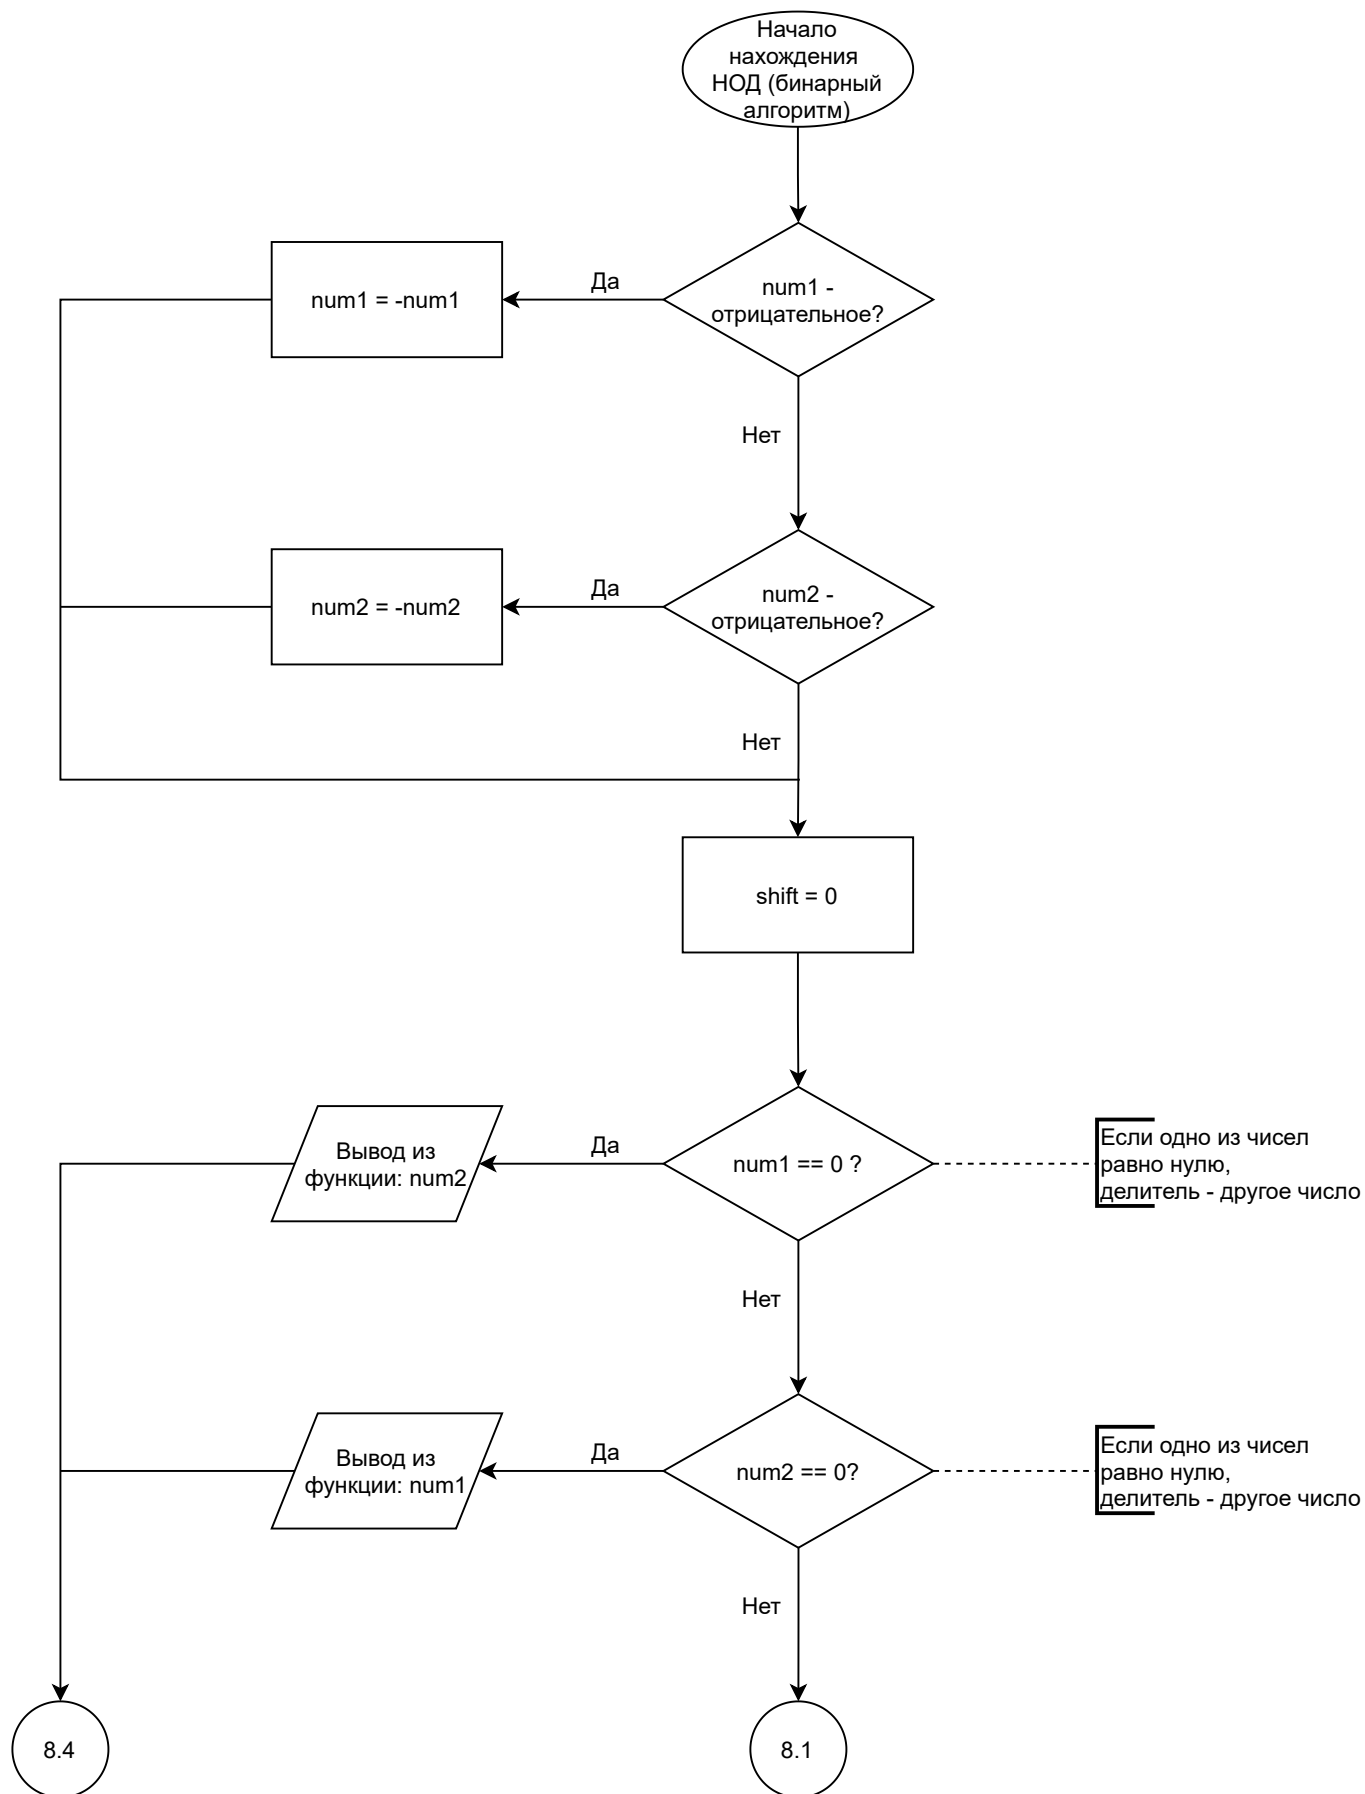 Начало
нахождения
НОД (бинарный
алгоритм)
num1 = -num1
Да
num1 -
отрицательное?
Нет
num2 = -num2
Да
num2 -
отрицательное?
Нет
shift = 0
Вывод из
функции: num2
Да
num1 == 0 ?
Если одно из чисел
равно нулю,
делитель - другое число
Нет
Вывод из
функции: num1
Да
num2 == 0?
Если одно из чисел
равно нулю,
делитель - другое число
Нет
8.4
8.1